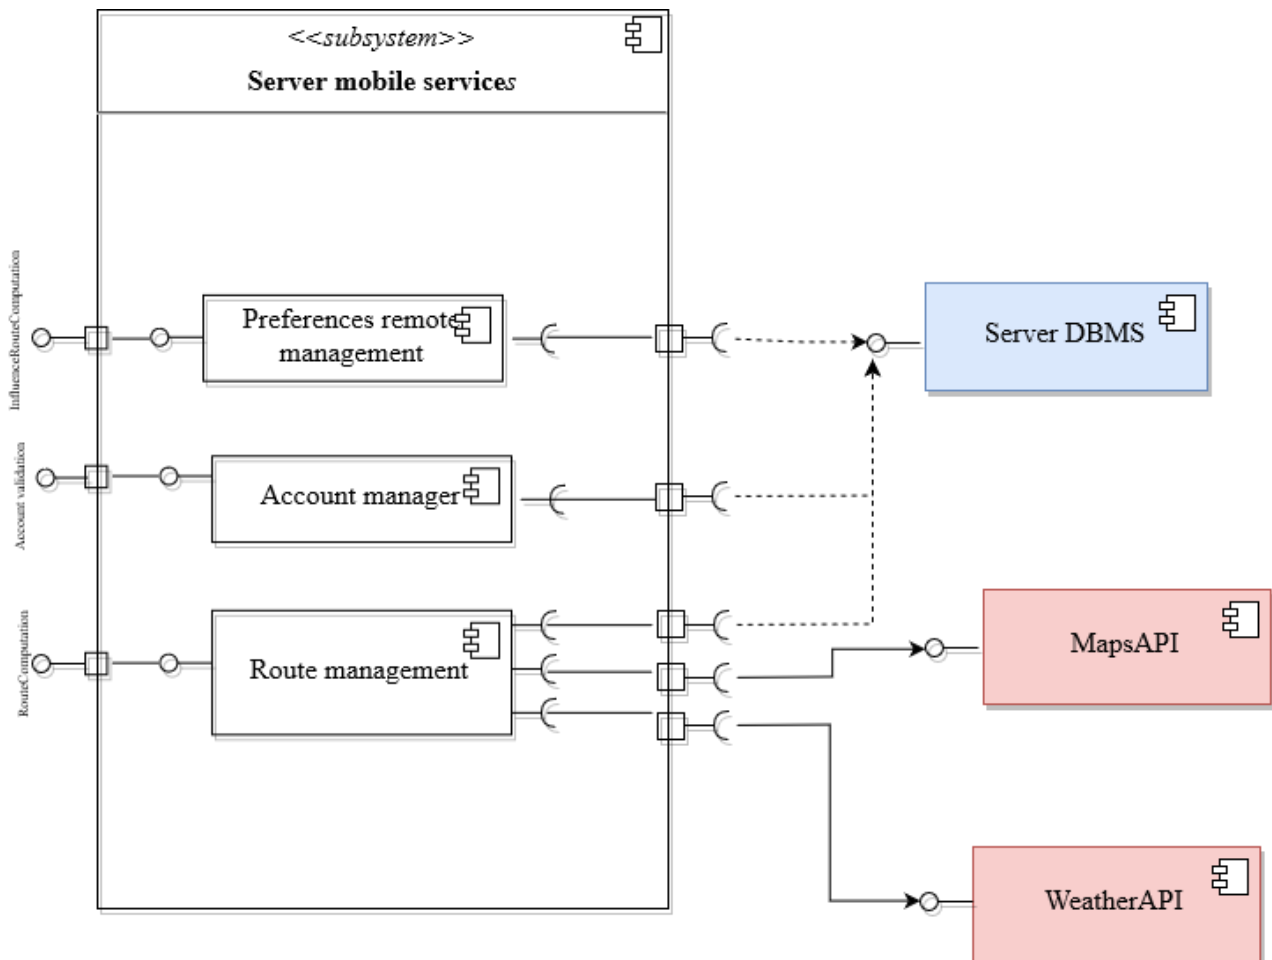 <<subsystem>>
Server mobile services
InfluenceRouteComputation
Preferences remote
management
Server DBMS
Account validation
Account manager
RouteComputation
Route management
MapsAPI
WeatherAPI